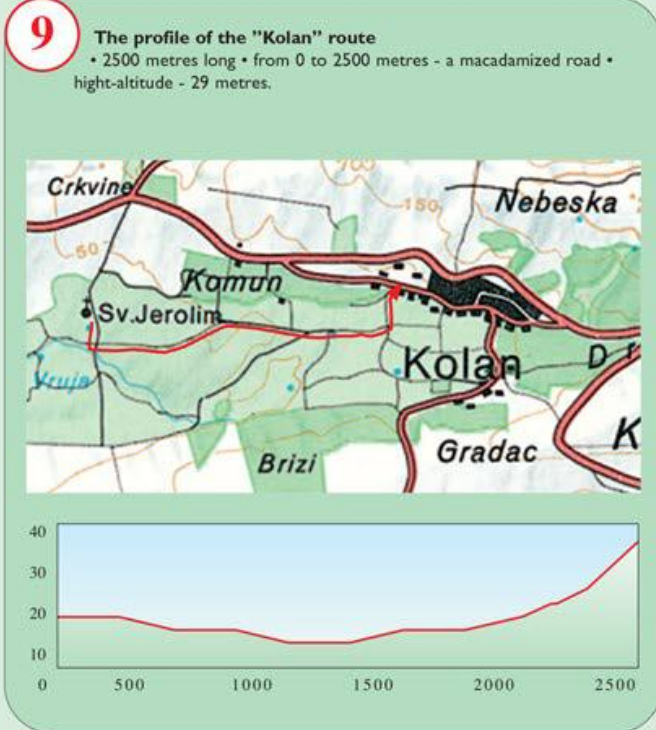 9
The profile of the ”Kolan” route
• 2500 metres long • from 0 to 2500 metres - a macadamized road •
hight-altitude - 29 metres.
100
Crkvine
150
Nebeska
50
Komun
Sv.Jerolim
Kolan
D r
Vruja
K
Brizi
Gradac
40
30
20
10
0 500 1000 1500 2000 2500